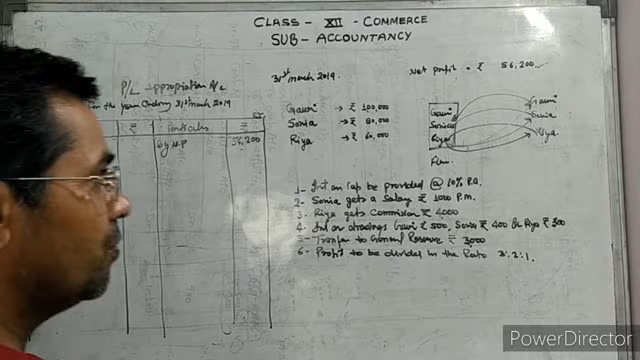 CLASS - XII - COMMERCE
SUB - ACCOUNTANCY
31st March 2019.
Net profit = ₹ 56,200
P/L Appropriation A/c
the year Ending 31st March 2019
Gauri → ₹ 100,000
Sonia → ₹ 80,000
Riya → ₹ 60,000
Gauri
Sonia
Riya
Firm
Gauri
Sonia
Riya
₹ Particulars ₹
By N.P 56,200
1- Int on Cap be provided @ 10% P.A.
2- Sonia gets a Salary ₹ 1000 P.M.
3- Riya gets Commission ₹ 4000
4- Int on drawings Gauri ₹ 500, Sonia ₹ 400 & Riya ₹ 300
5- Transfer to General Reserve ₹ 3000
6- Profit to be divided in the Ratio 3:2:1.
PowerDirector